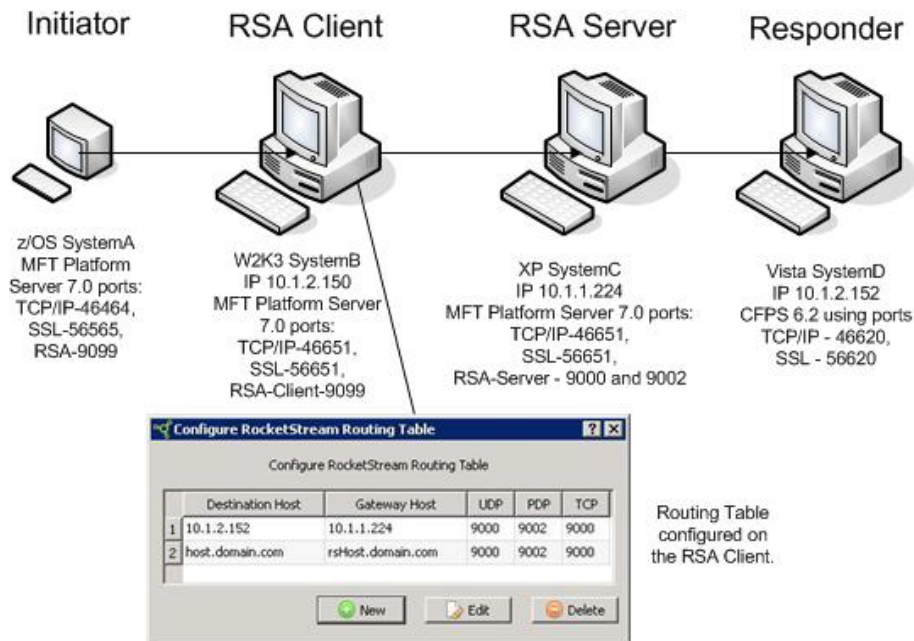 Initiator
RSA Client
RSA Server
Responder
z/OS SystemA
MFT Platform
Server 7.0 ports:
TCP/IP-46464,
SSL-56565,
RSA-9099
W2K3 SystemB
IP 10.1.2.150
MFT Platform Server
7.0 ports:
TCP/IP-46651,
SSL-56651,
RSA-Client-9099
XP SystemC
IP 10.1.1.224
MFT Platform Server 7.0 ports:
TCP/IP-46651,
SSL-56651,
RSA-Server - 9000 and 9002
Vista SystemD
IP 10.1.2.152
CFPS 6.2 using ports
TCP/IP - 46620,
SSL - 56620
Configure RocketStream Routing Table
Configure RocketStream Routing Table
Destination Host Gateway Host UDP PDP TCP
1 10.1.2.152 10.1.1.224 9000 9002 9000
2 host.domain.com rsHost.domain.com 9000 9002 9000
New Edit Delete
Routing Table
configured on
the RSA Client.